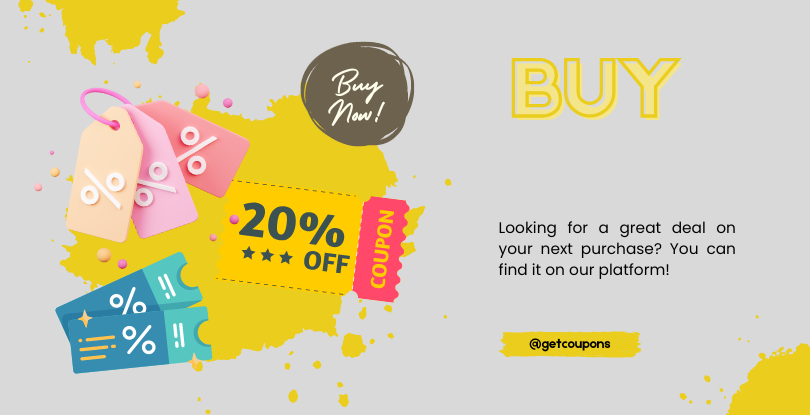 Buy
Now!
BUY
% % %
20%
OFF
COUPON
%
%
Looking for a great deal on
your next purchase? You can
find it on our platform!
@getcoupons